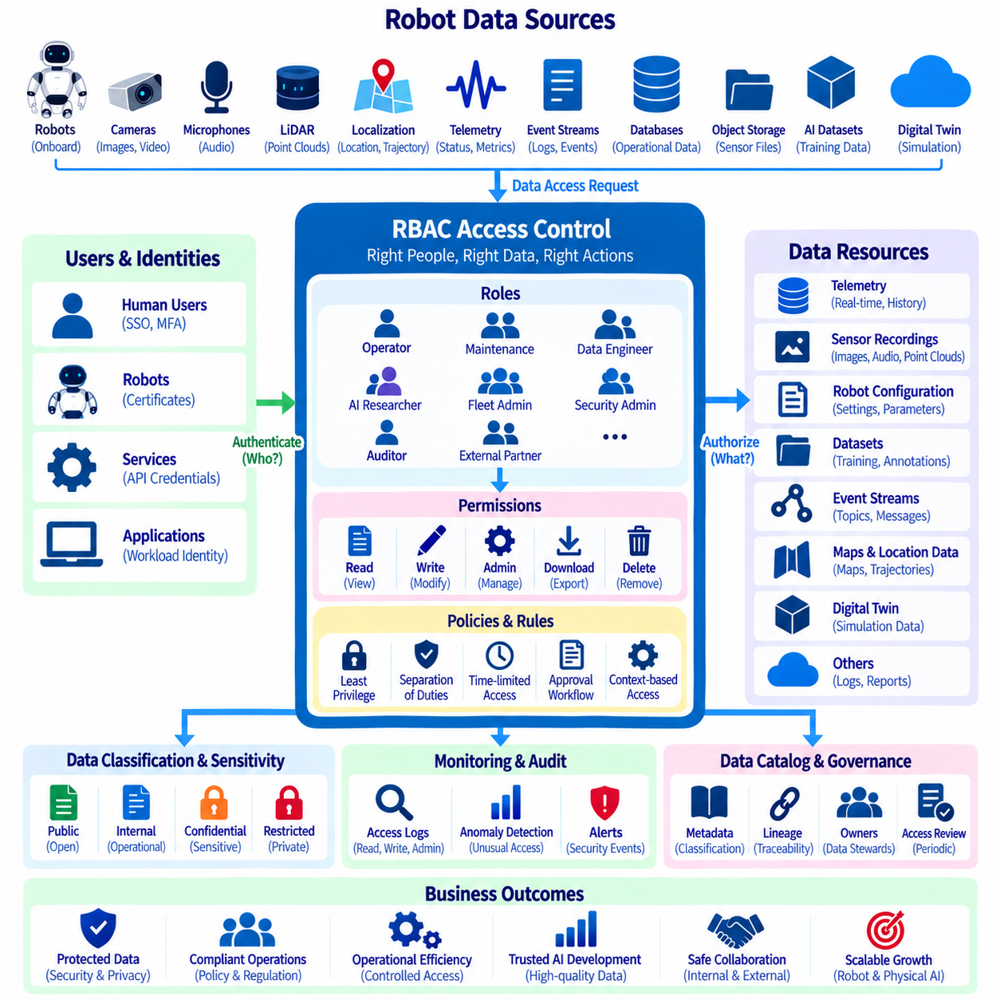 Robot Data Sources
Robots
(Onboard)
Cameras
(Images, Video)
Microphones
(Audio)
LiDAR
(Point Clouds)
Localization
(Location, Trajectory)
Telemetry
(Status, Metrics)
Event Streams
(Logs, Events)
Databases
(Operational Data)
Object Storage
(Sensor Files)
AI Datasets
(Training Data)
Digital Twin
(Simulation)
Data Access Request
Users & Identities
Human Users
(SSO, MFA)
Robots
(Certificates)
Services
(API Credentials)
Applications
(Workload Identity)
Authenticate
(Who?)
RBAC Access Control
Right People, Right Data, Right Actions
Roles
Operator
Maintenance
Data Engineer
AI Researcher
Fleet Admin
Security Admin
Auditor
External Partner
...
Permissions
Read
(View)
Write
(Modify)
Admin
(Manage)
Download
(Export)
Delete
(Remove)
Policies & Rules
Least
Privilege
Separation
of Duties
Time-limited
Access
Approval
Workflow
Context-based
Access
Authorize
(What?)
Data Resources
Telemetry
(Real-time, History)
Sensor Recordings
(Images, Audio, Point Clouds)
Robot Configuration
(Settings, Parameters)
Datasets
(Training, Annotations)
Event Streams
(Topics, Messages)
Maps & Location Data
(Maps, Trajectories)
Digital Twin
(Simulation Data)
Others
(Logs, Reports)
Data Classification & Sensitivity
Public
(Open)
Internal
(Operational)
Confidential
(Sensitive)
Restricted
(Private)
Monitoring & Audit
Access Logs
(Read, Write, Admin)
Anomaly Detection
(Unusual Access)
Alerts
(Security Events)
Data Catalog & Governance
Metadata
(Classification)
Lineage
(Traceability)
Owners
(Data Stewards)
Access Review
(Periodic)
Business Outcomes
Protected Data
(Security & Privacy)
Compliant Operations
(Policy & Regulation)
Operational Efficiency
(Controlled Access)
Trusted AI Development
(High-quality Data)
Safe Collaboration
(Internal & External)
Scalable Growth
(Robot & Physical AI)